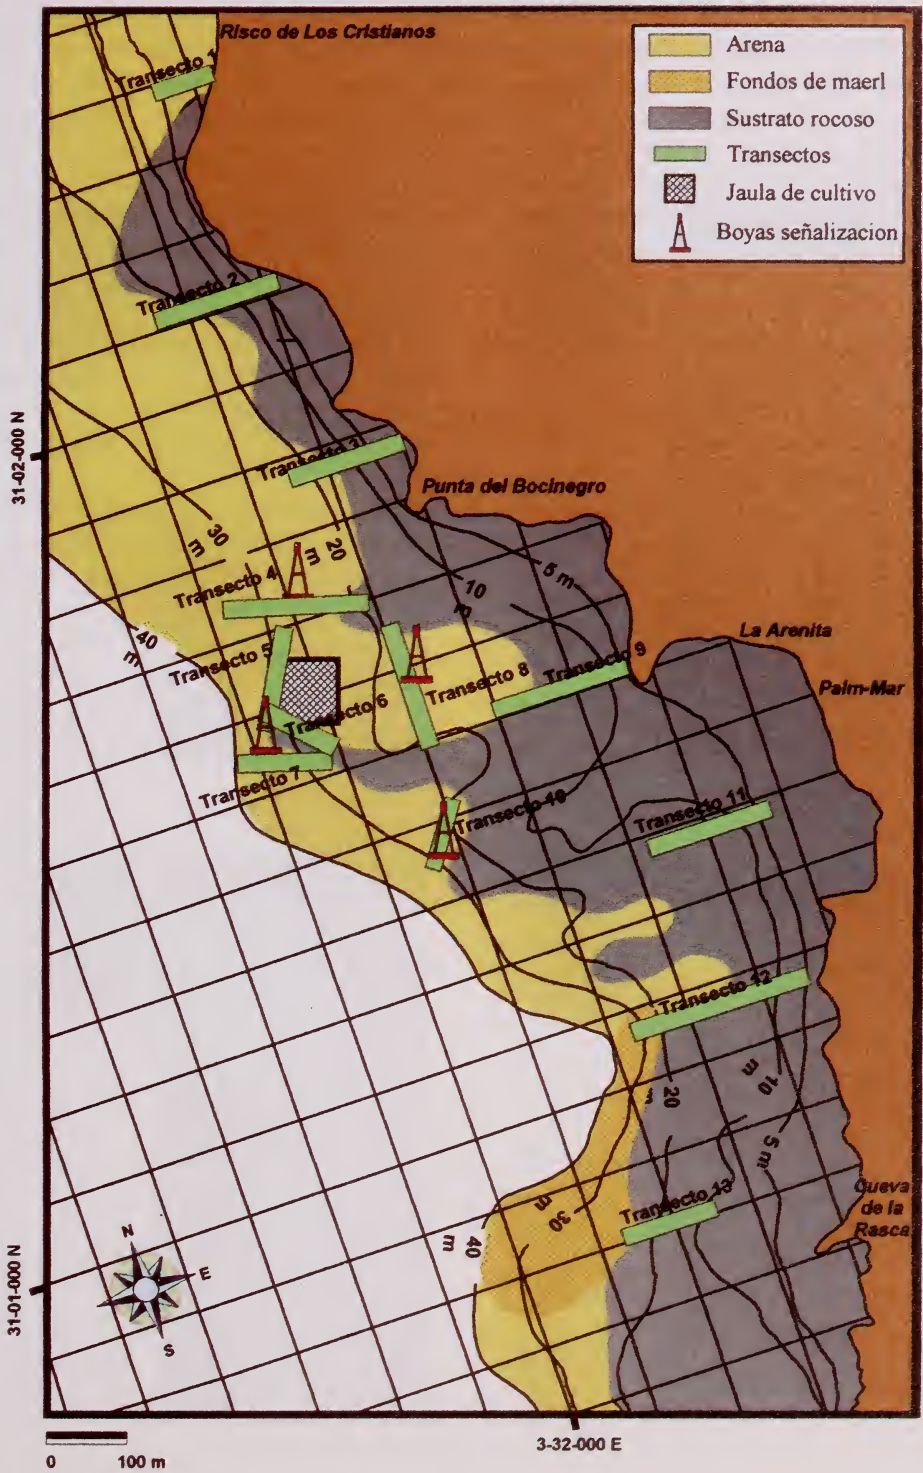 Risco de Los Cristianos
Transecto 1
Arena
Fondos de maerl
Sustrato rocoso
Transectos
Jaula de cultivo
Boyas señalizacion
Transecto 2
31-02-000 N
Transecto 3
Punta del Bocinegro
30
m
20
m
10
m
5 m
Transecto 4
40
m
Transecto 5
Transecto 6
Transecto 7
Transecto 8
Transecto 9
La Arenita
Palm-Mar
Transecto 10
Transecto 11
Transecto 12
20
m
10
m
5 m
30
m
40
m
Transecto 13
Cueva
de la
Rasca
N
E
S
31-01-000 N
0 100 m
3-32-000 E